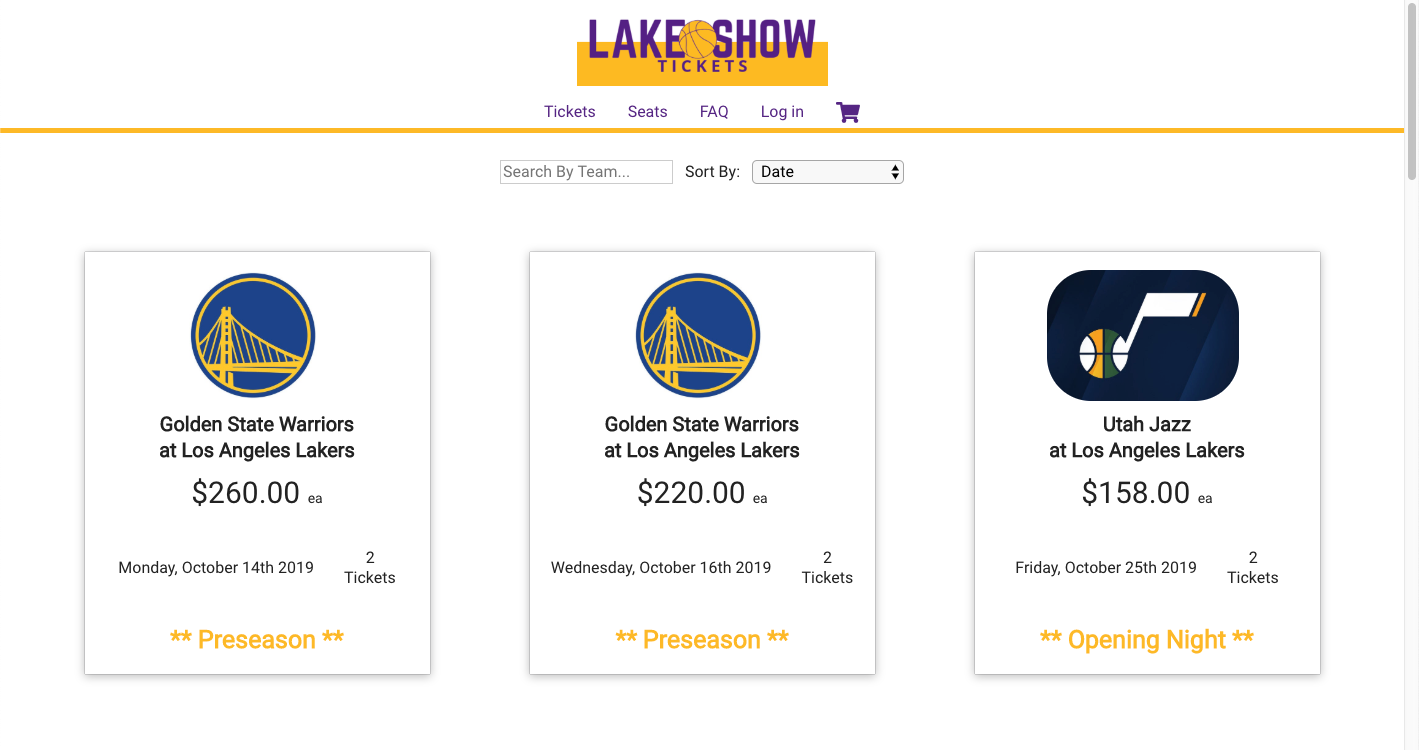 LAKE SHOW
TICKETS
Tickets Seats FAQ Log in
Search By Team... Sort By: Date
Golden State Warriors
at Los Angeles Lakers
$260.00 ea
Monday, October 14th 2019
2
Tickets
** Preseason **
Golden State Warriors
at Los Angeles Lakers
$220.00 ea
Wednesday, October 16th 2019
2
Tickets
** Preseason **
Utah Jazz
at Los Angeles Lakers
$158.00 ea
Friday, October 25th 2019
2
Tickets
** Opening Night **